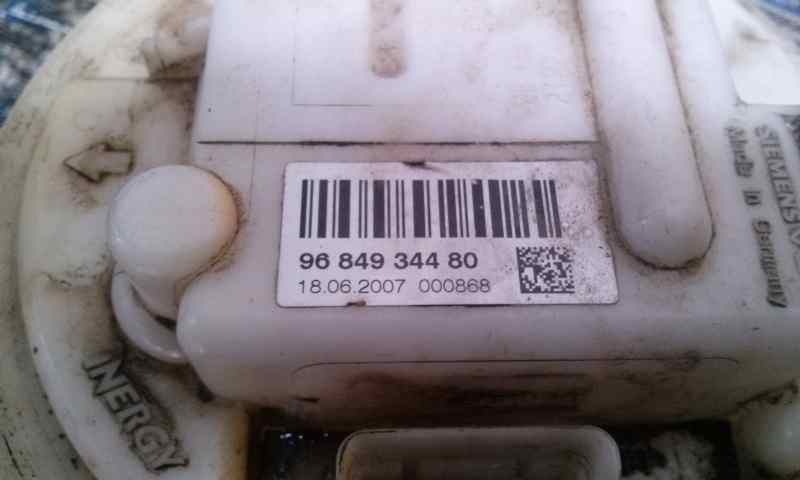 96 849 344 80
18.06.2007 000868
SIEMENS
Made in Germany
INERGY